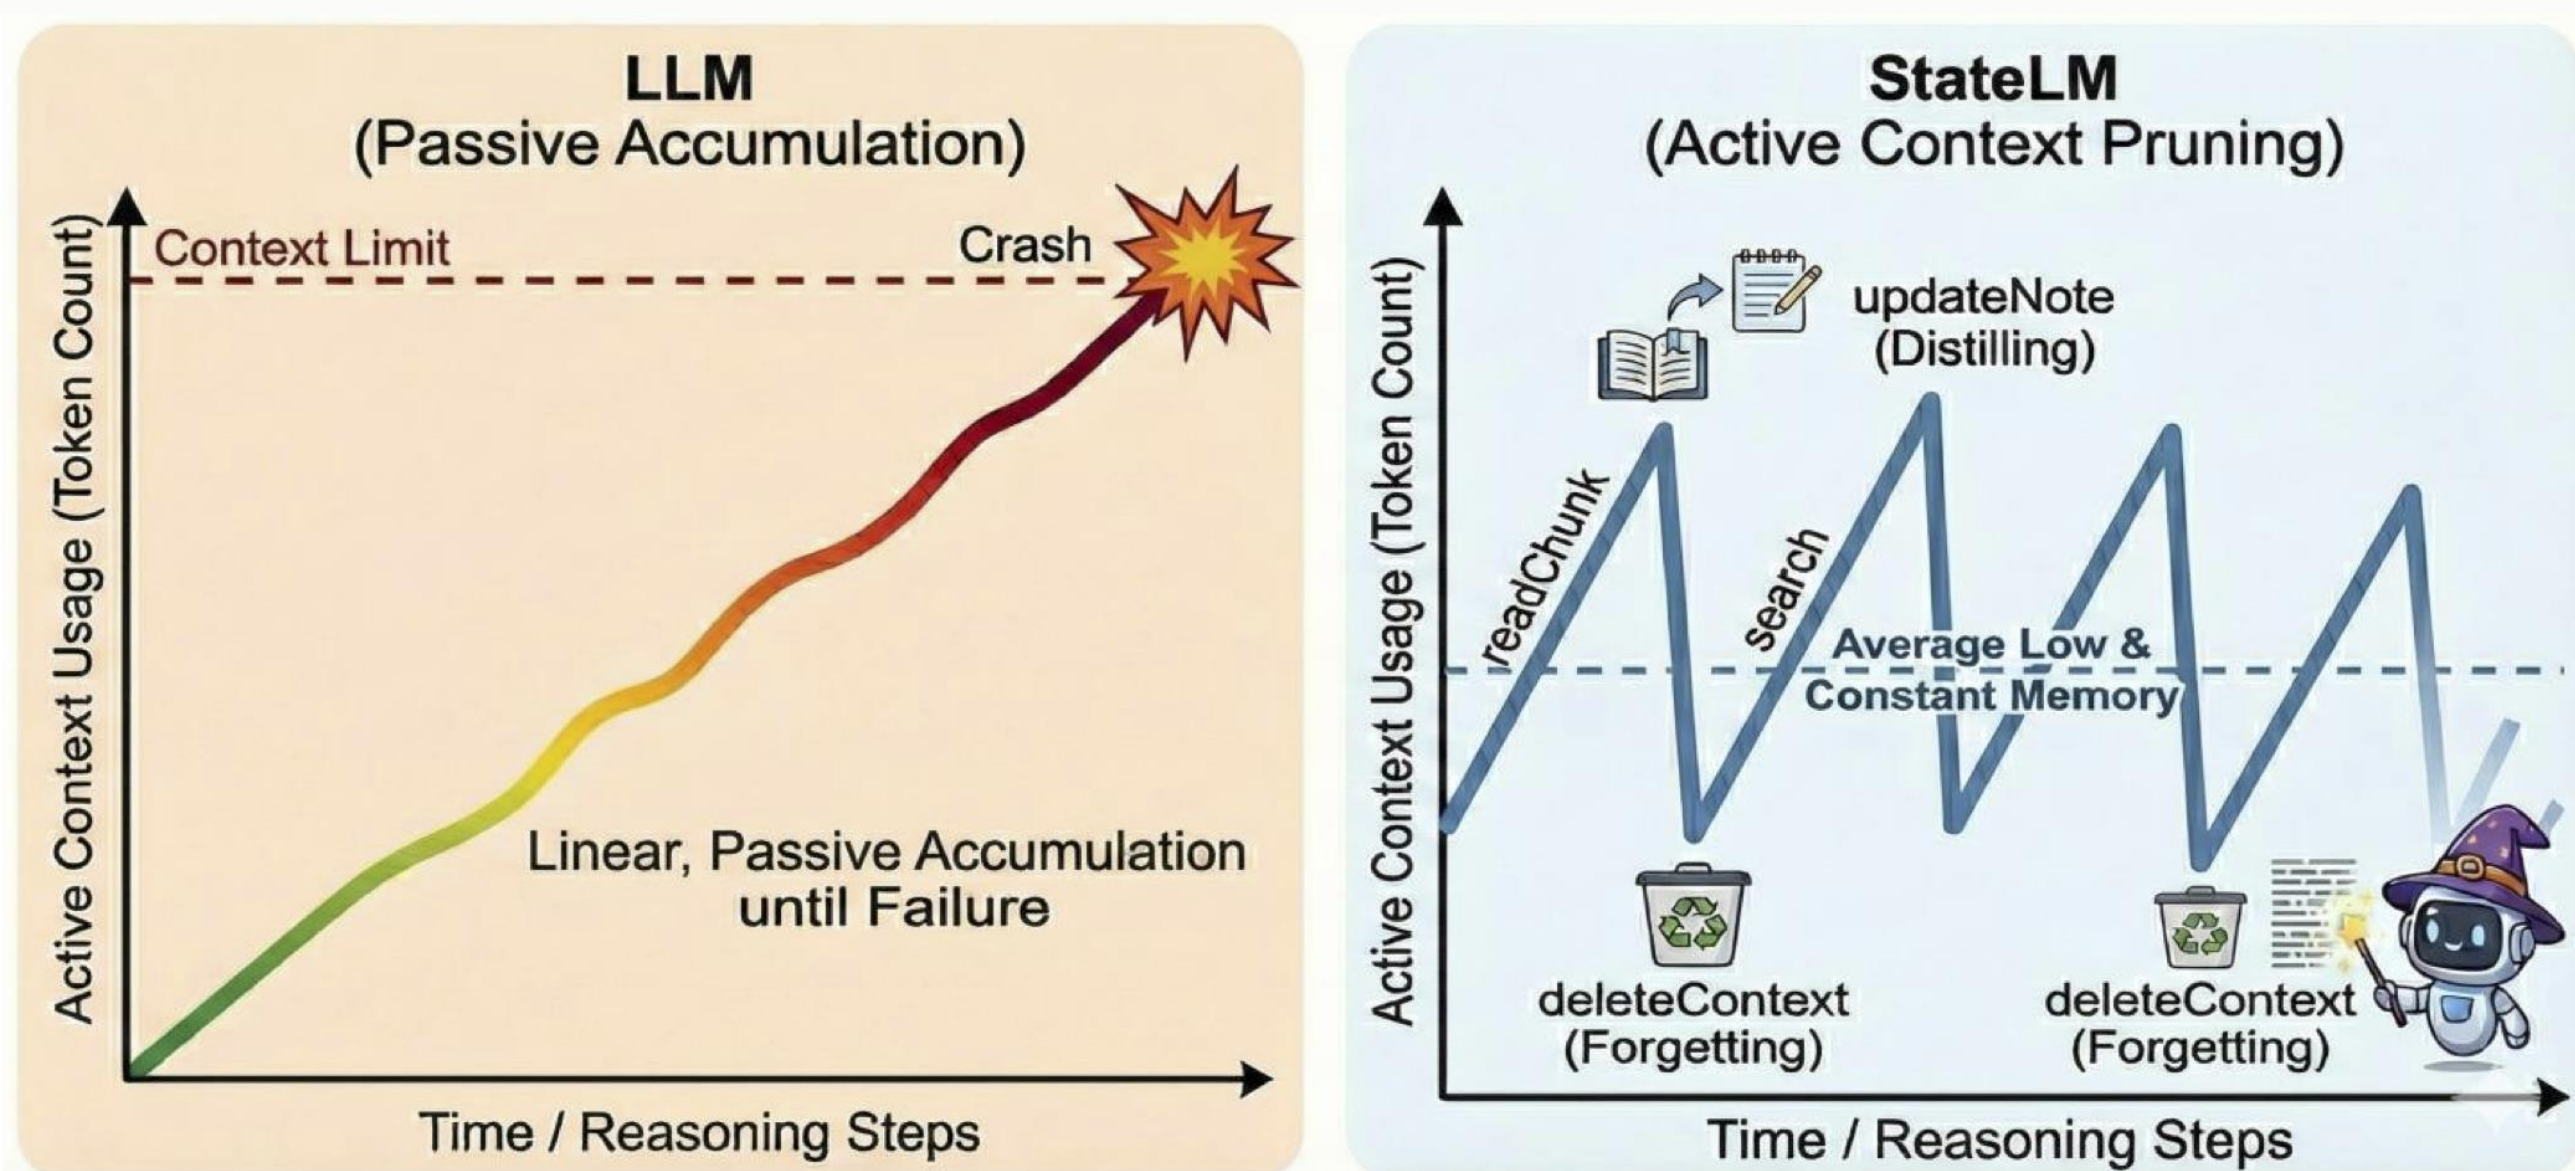 LLM
(Passive Accumulation)
Active Context Usage (Token Count)
Context Limit
Crash
Linear, Passive Accumulation
until Failure
Time / Reasoning Steps
StateLM
(Active Context Pruning)
Active Context Usage (Token Count)
updateNote
(Distilling)
readChunk
search
Average Low &
Constant Memory
deleteContext
(Forgetting)
deleteContext
(Forgetting)
Time / Reasoning Steps